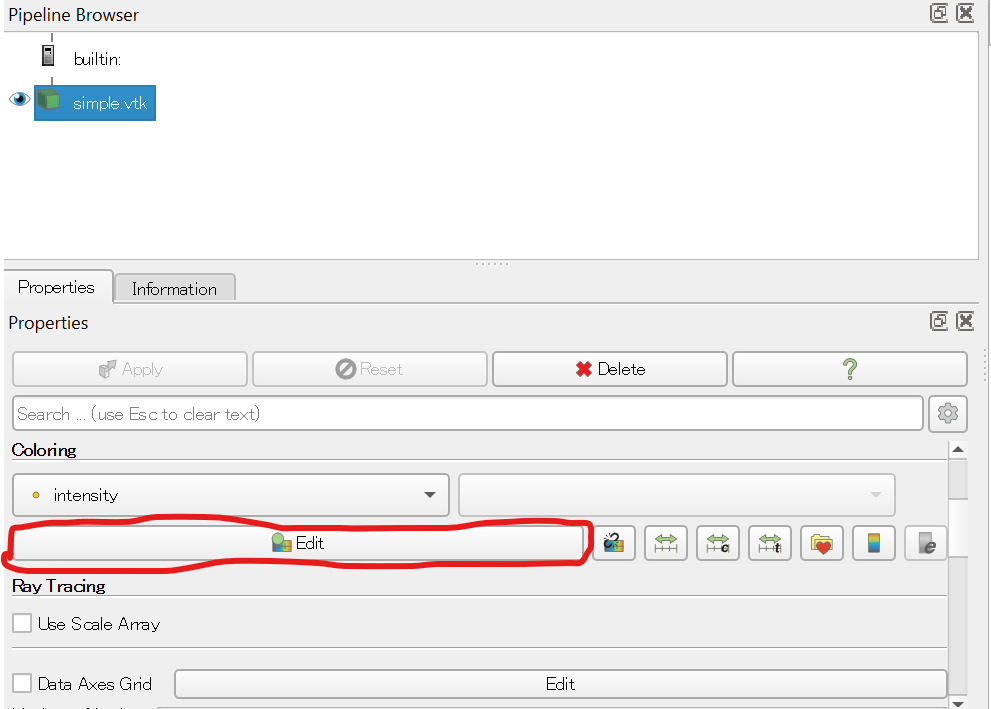 Pipeline Browser
builtin:
simple.vtk
Properties Information
Properties
Apply Reset Delete ?
Search ... (use Esc to clear text)
Coloring
intensity
Edit
Ray Tracing
Use Scale Array
Data Axes Grid Edit